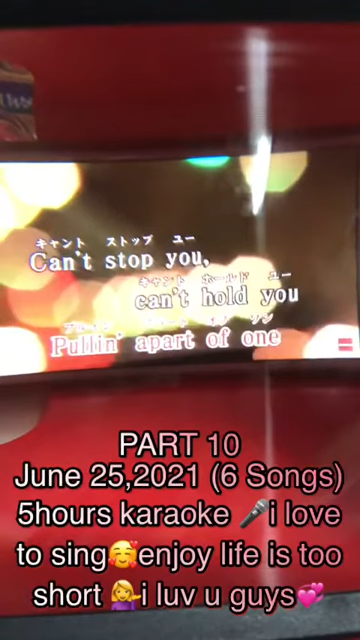 キャント ストップ ユー
Can't stop you,
キャント ホールド ユー
can't hold you
Pullin' apart of one
PART 10
June 25,2021 (6 Songs)
5hours karaoke 🎤i love
to sing🥰enjoy life is too
short 💁‍♀️i luv u guys💞